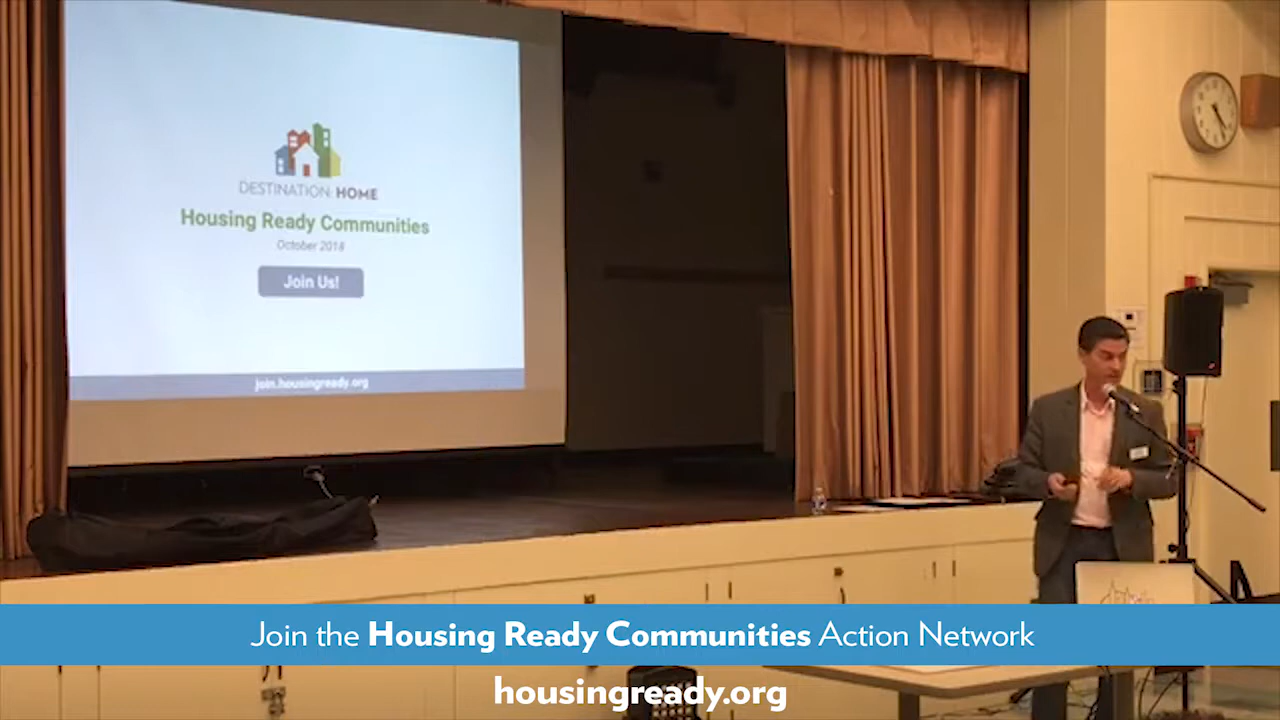 DESTINATION: HOME
Housing Ready Communities
October 2018
Join Us!
join.housingready.org
Join the Housing Ready Communities Action Network
housingready.org